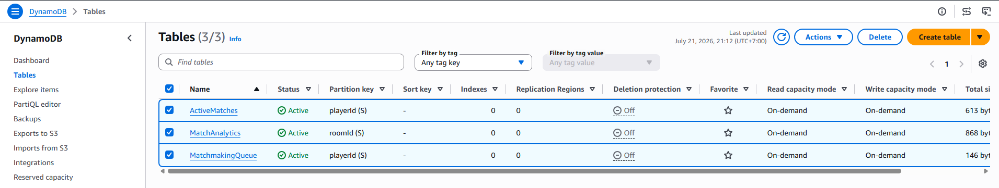 DynamoDB > Tables
DynamoDB
Dashboard
Tables
Explore items
PartiQL editor
Backups
Exports to S3
Imports from S3
Integrations
Reserved capacity
Tables (3/3) Info
Last updated
July 21, 2026, 21:12 (UTC+7:00)
Actions
Delete
Create table
Find tables
Filter by tag
Any tag key
Filter by tag value
Any tag value
1
Name Status Partition key Sort key Indexes Replication Regions Deletion protection Favorite Read capacity mode Write capacity mode Total si
ActiveMatches Active playerId (S) - 0 0 Off On-demand On-demand 613 byt
MatchAnalytics Active roomId (S) - 0 0 Off On-demand On-demand 868 byt
MatchmakingQueue Active playerId (S) - 0 0 Off On-demand On-demand 146 byt